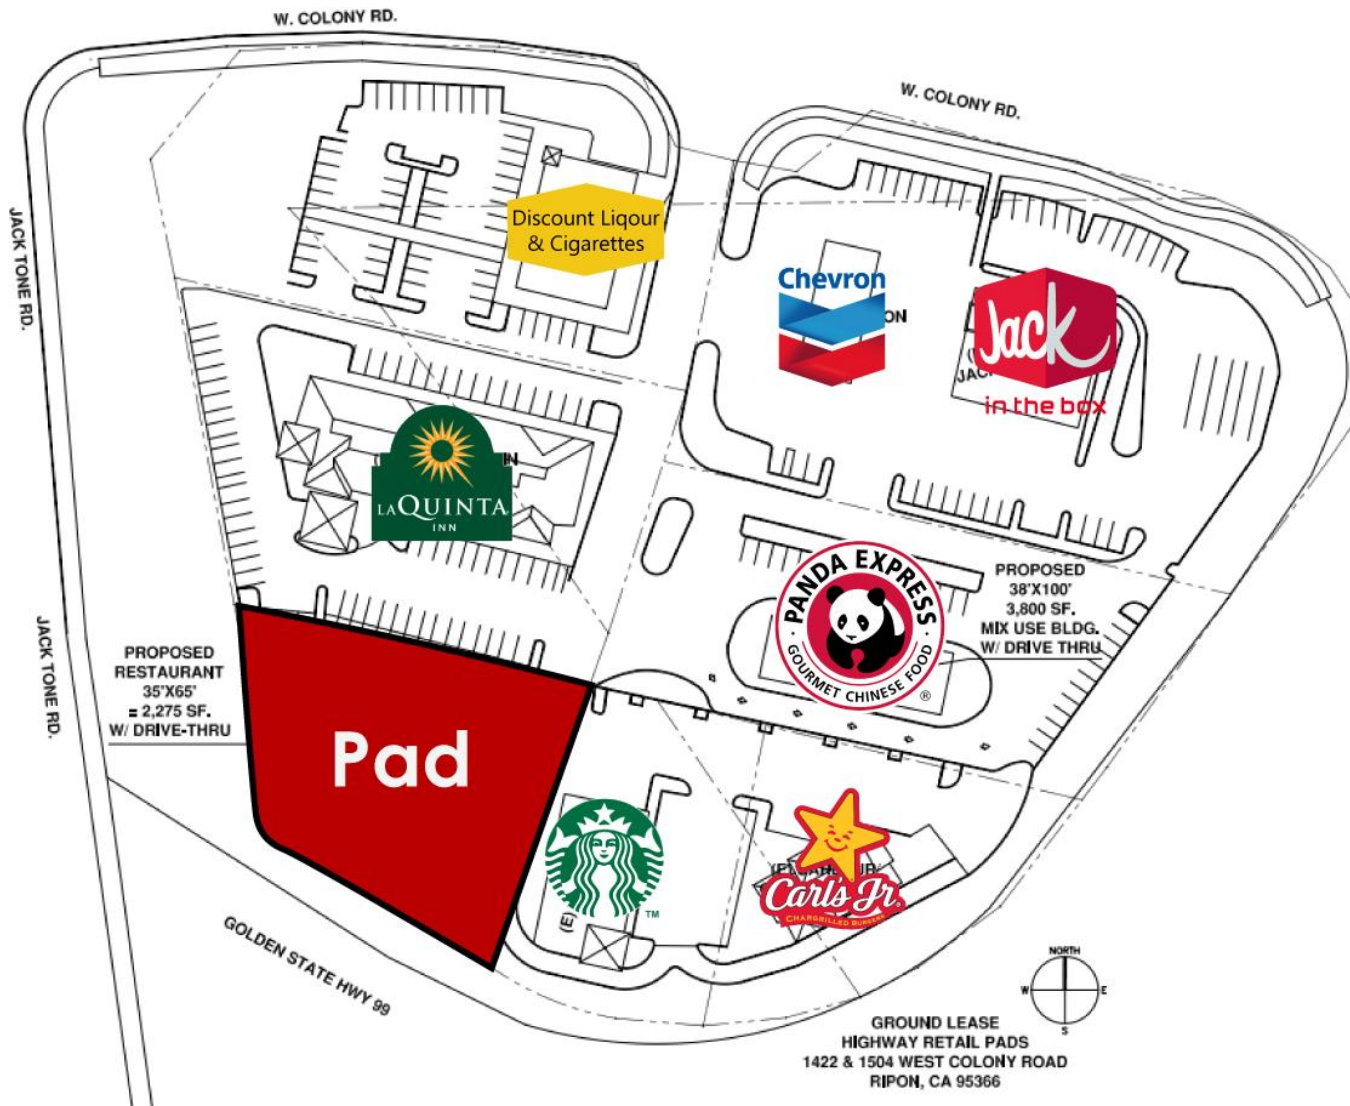 W. COLONY RD.
W. COLONY RD.
JACK TONE RD.
Discount Liqour
& Cigarettes
Chevron
ON
Jack
in the box
JAC
LAQUINTA
INN
N
PANDA EXPRESS
GOURMET CHINESE FOOD
®
PROPOSED
38'X100'
3,800 SF.
MIX USE BLDG.
W/ DRIVE THRU
JACK TONE RD.
PROPOSED
RESTAURANT
35'X65'
= 2,275 SF.
W/ DRIVE-THRU
Pad
TM
(E)
JR
Carl's Jr.
CHARGRILLED BURGERS
GOLDEN STATE HWY 99
NORTH
W E
S
GROUND LEASE
HIGHWAY RETAIL PADS
1422 & 1504 WEST COLONY ROAD
RIPON, CA 95366